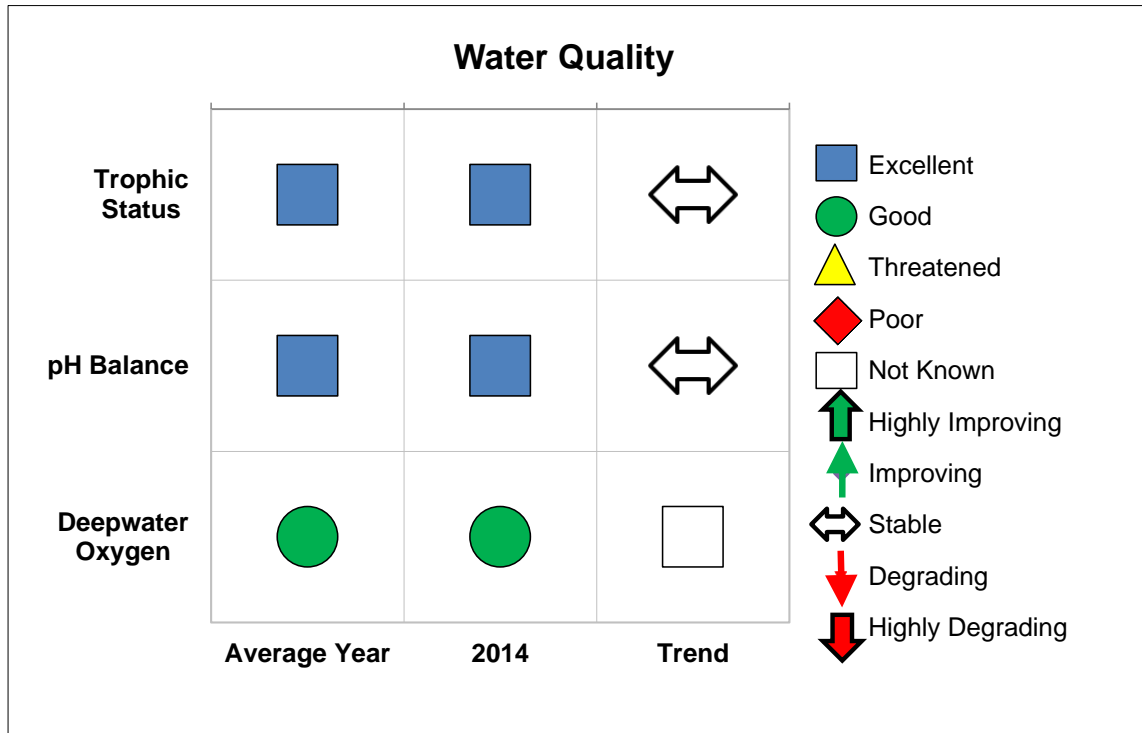 Water Quality
Trophic
Status
pH Balance
Deepwater
Oxygen
Average Year
2014
Trend
Excellent
Good
Threatened
Poor
Not Known
Highly Improving
Improving
Stable
Degrading
Highly Degrading